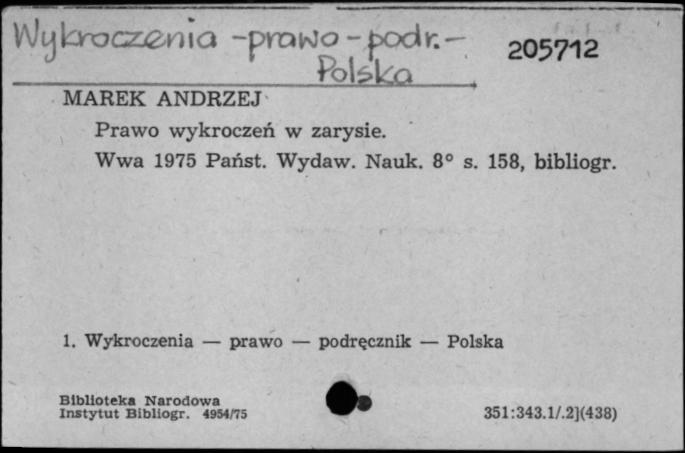 Wykroczenia - prawo - podr. - 205712
Polska
MAREK ANDRZEJ
Prawo wykroczeń w zarysie.
Wwa 1975 Państ. Wydaw. Nauk. 8° s. 158, bibliogr.
1. Wykroczenia — prawo — podręcznik — Polska
Biblioteka Narodowa
Instytut Bibliogr. 4954/75
351:343.1/.2](438)